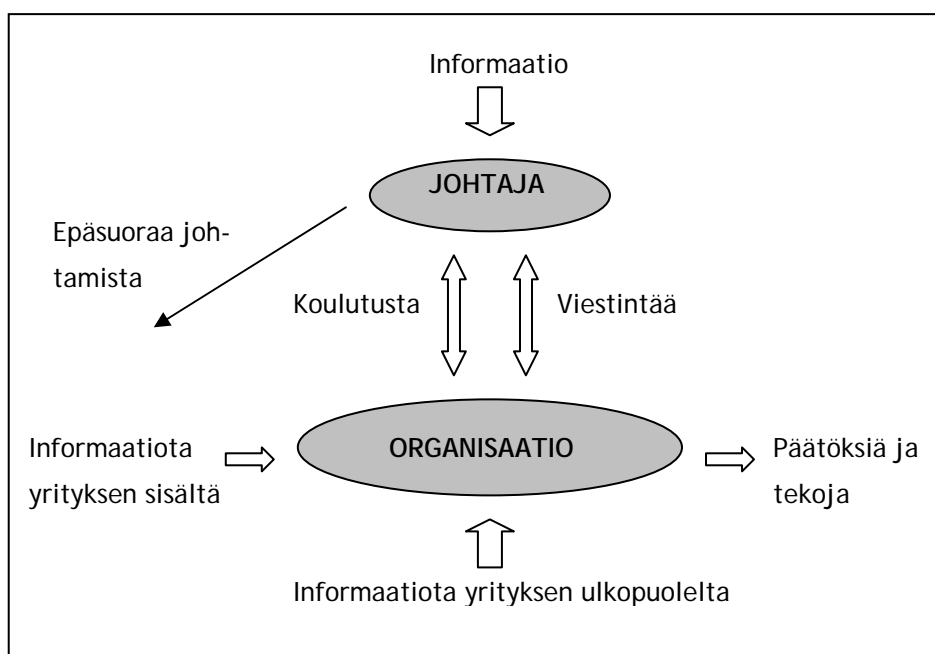 Informaatio
JOHTAJA
Epäsuoraa joh-
tamista
Koulutusta
Viestintää
Informaatiota
yrityksen sisältä
ORGANISAATIO
Päätöksiä ja
tekoja
Informaatiota yrityksen ulkopuolelta